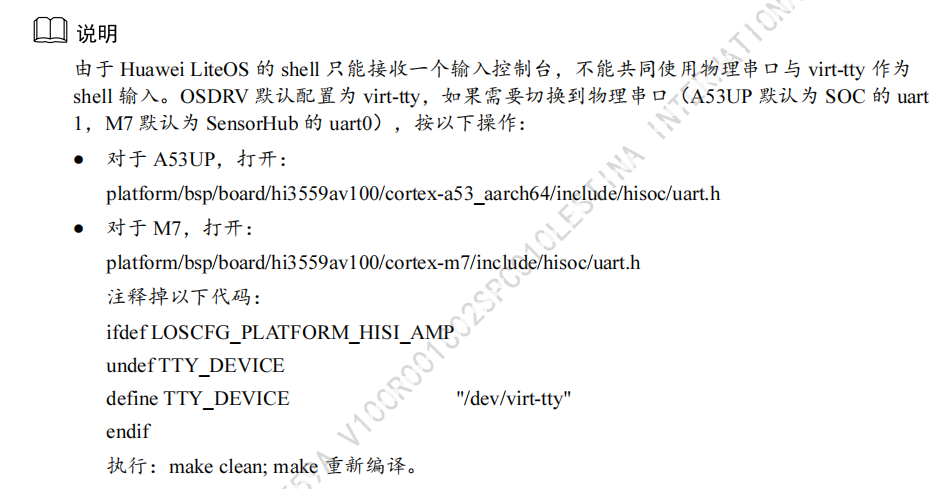 说明
由于 Huawei LiteOS 的 shell 只能接收一个输入控制台，不能共同使用物理串口与 virt-tty 作为
shell 输入。OSDRV 默认配置为 virt-tty，如果需要切换到物理串口（A53UP 默认为 SOC 的 uart
1，M7 默认为 SensorHub 的 uart0），按以下操作：
● 对于 A53UP，打开：
platform/bsp/board/hi3559av100/cortex-a53_aarch64/include/hisoc/uart.h
● 对于 M7，打开：
platform/bsp/board/hi3559av100/cortex-m7/include/hisoc/uart.h
注释掉以下代码：
ifdef LOSCFG_PLATFORM_HISI_AMP
undef TTY_DEVICE
define TTY_DEVICE "/dev/virt-tty"
endif
执行：make clean; make 重新编译。
V100R001C02SPC010LESTINA INTERNATIONA